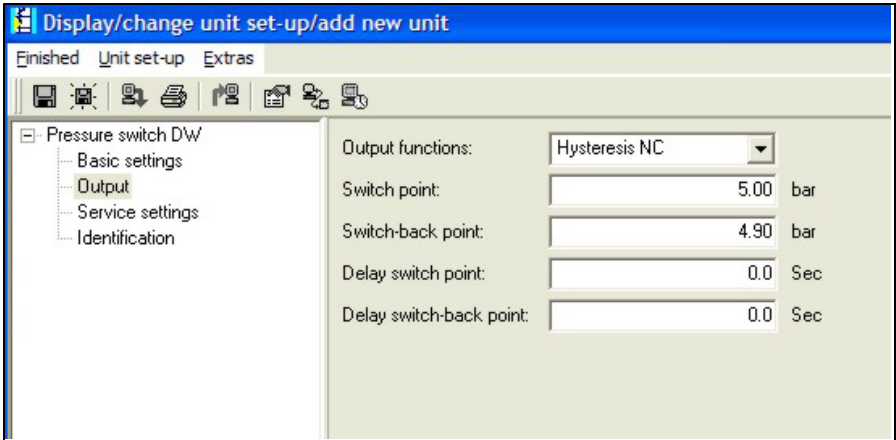 Display/change unit set-up/add new unit
Finished Unit set-up Extras
Pressure switch DW
Basic settings
Output
Service settings
Identification
Output functions: Hysteresis NC
Switch point: 5.00 bar
Switch-back point: 4.90 bar
Delay switch point: 0.0 Sec
Delay switch-back point: 0.0 Sec